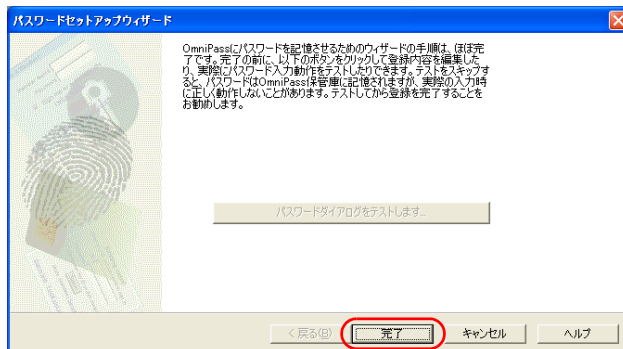 パスワードセットアップウィザード
OmniPassにパスワードを記憶させるためのウィザードの手順は、ほぼ完
了です。完了の前に、以下のボタンをクリックして登録内容を編集した
り、実際にパスワード入力動作をテストしたりできます。テストをスキップす
ると、パスワードはOmniPass保管庫に記憶されますが、実際の入力時
に正しく動作しないことがあります。テストしてから登録を完了することを
お勧めします。
パスワードダイアログをテストします...
< 戻る(B)
完了
キャンセル
ヘルプ